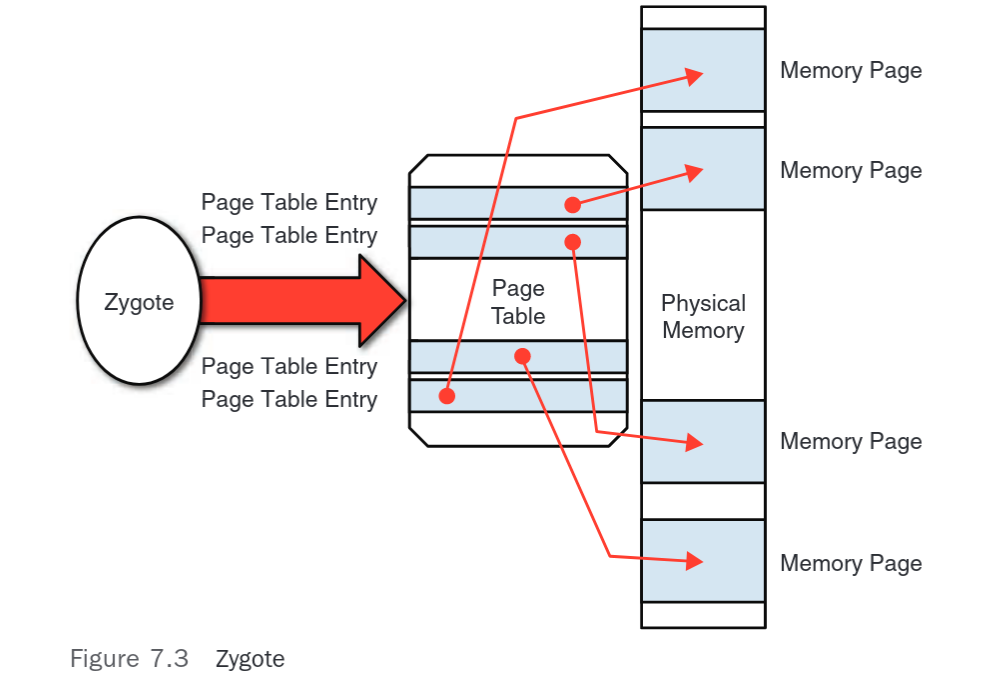 Memory Page
Memory Page
Page Table Entry
Page Table Entry
Zygote
Page
Table
Physical
Memory
Page Table Entry
Page Table Entry
Memory Page
Memory Page
Figure 7.3 Zygote